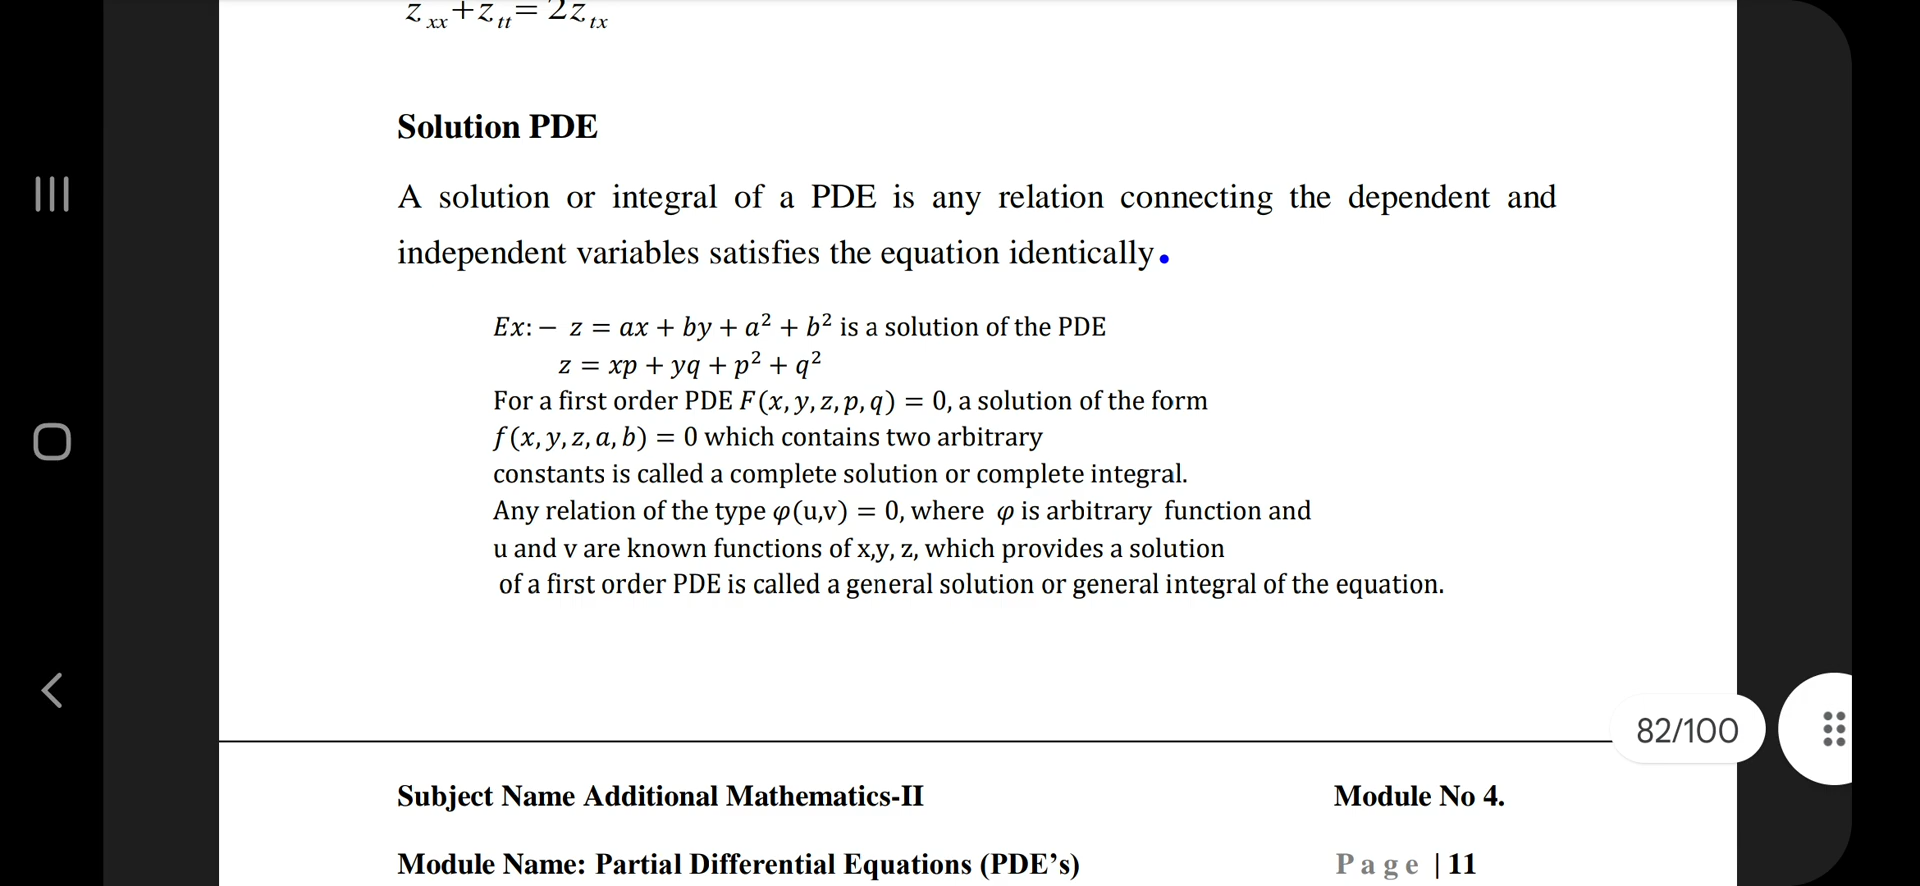 z_xx+z_tt= 2z_tx
Solution PDE
A solution or integral of a PDE is any relation connecting the dependent and
independent variables satisfies the equation identically.
Ex: − z = ax + by + a² + b² is a solution of the PDE
z = xp + yq + p² + q²
For a first order PDE F(x, y, z, p, q) = 0, a solution of the form
f(x, y, z, a, b) = 0 which contains two arbitrary
constants is called a complete solution or complete integral.
Any relation of the type φ(u,v) = 0, where φ is arbitrary function and
u and v are known functions of x,y, z, which provides a solution
of a first order PDE is called a general solution or general integral of the equation.
82/100
Subject Name Additional Mathematics-II Module No 4.
Module Name: Partial Differential Equations (PDE’s) Page |11